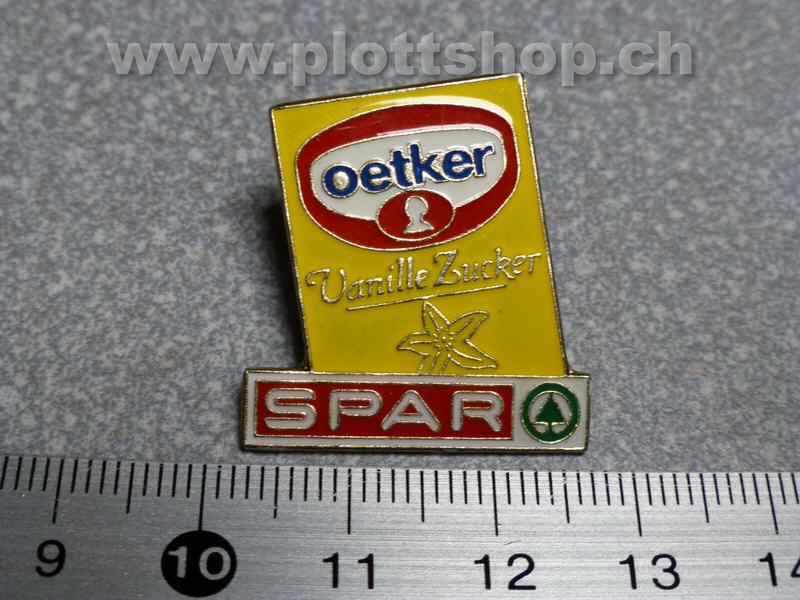 www.plottshop.ch
oetker
Vanille Zucker
SPAR
9 10 11 12 13 14